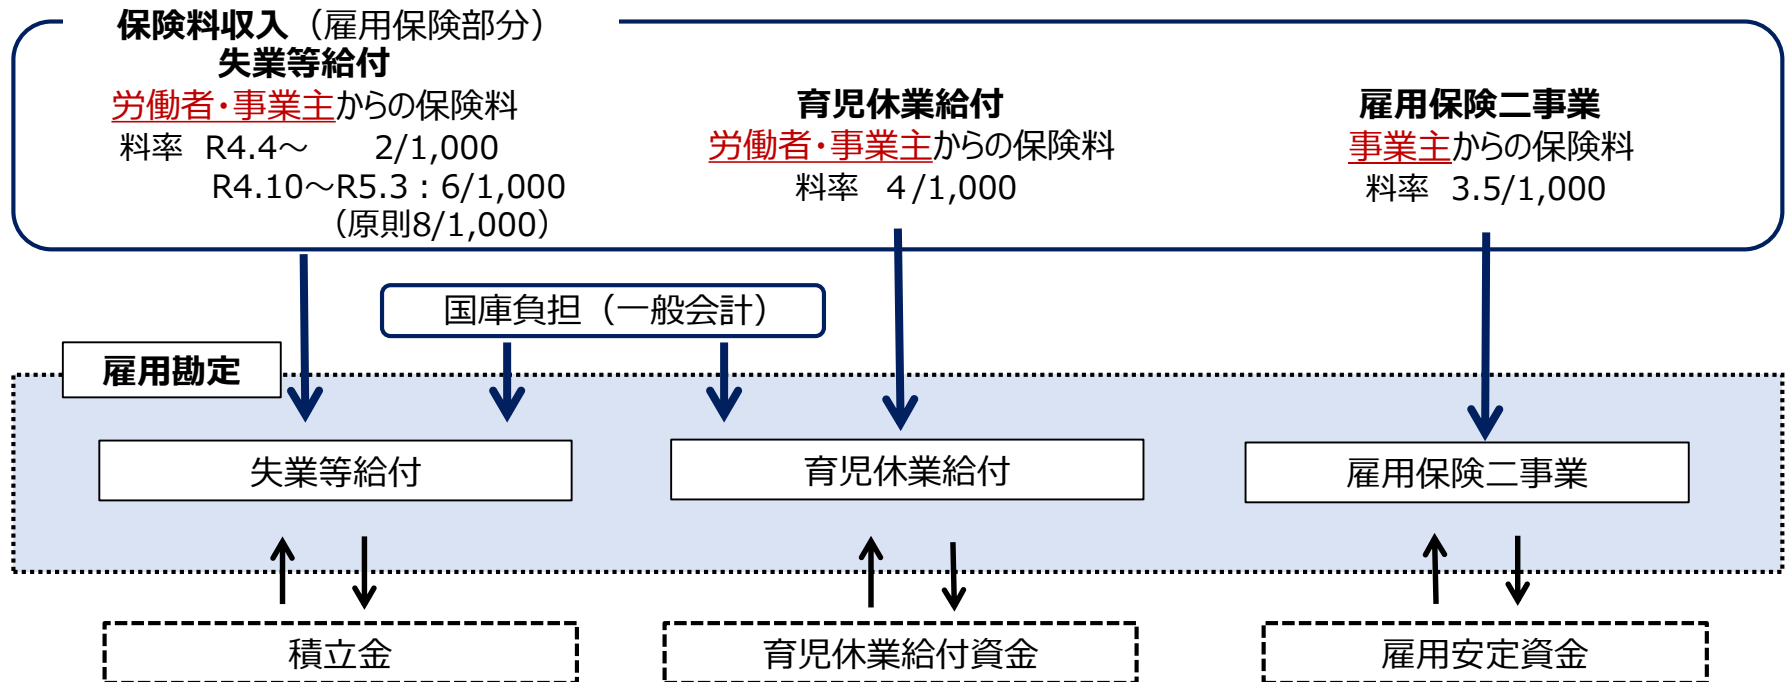 保険料収入（雇用保険部分）
失業等給付
労働者・事業主からの保険料
料率 R4.4～ 2/1,000
R4.10～R5.3：6/1,000
（原則8/1,000）
育児休業給付
労働者・事業主からの保険料
料率 4/1,000
雇用保険二事業
事業主からの保険料
料率 3.5/1,000
国庫負担（一般会計）
雇用勘定
失業等給付
育児休業給付
雇用保険二事業
積立金
育児休業給付資金
雇用安定資金